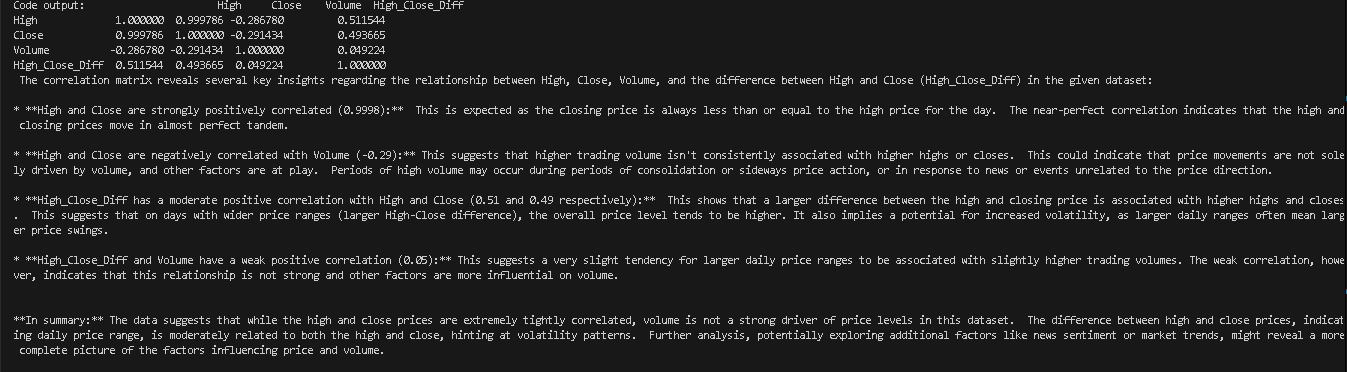 Code output:                     High     Close    Volume  High_Close_Diff
High             1.000000  0.999786 -0.286780         0.511544
Close            0.999786  1.000000 -0.291434         0.493665
Volume          -0.286780 -0.291434  1.000000         0.049224
High_Close_Diff  0.511544  0.493665  0.049224         1.000000
 The correlation matrix reveals several key insights regarding the relationship between High, Close, Volume, and the difference between High and Close (High_Close_Diff) in the given dataset:
* **High and Close are strongly positively correlated (0.9998):**  This is expected as the closing price is always less than or equal to the high price for the day.  The near-perfect correlation indicates that the high and
 closing prices move in almost perfect tandem.
* **High and Close are negatively correlated with Volume (-0.29):** This suggests that higher trading volume isn't consistently associated with higher highs or closes.  This could indicate that price movements are not sole
ly driven by volume, and other factors are at play.  Periods of high volume may occur during periods of consolidation or sideways price action, or in response to news or events unrelated to the price direction.
* **High_Close_Diff has a moderate positive correlation with High and Close (0.51 and 0.49 respectively):**  This shows that a larger difference between the high and closing price is associated with higher highs and closes
.  This suggests that on days with wider price ranges (larger High-Close difference), the overall price level tends to be higher. It also implies a potential for increased volatility, as larger daily ranges often mean larg
er price swings.
* **High_Close_Diff and Volume have a weak positive correlation (0.05):** This suggests a very slight tendency for larger daily price ranges to be associated with slightly higher trading volumes. The weak correlation, howe
ver, indicates that this relationship is not strong and other factors are more influential on volume.
**In summary:** The data suggests that while the high and close prices are extremely tightly correlated, volume is not a strong driver of price levels in this dataset.  The difference between high and close prices, indicat
ing daily price range, is moderately related to both the high and close, hinting at volatility patterns.  Further analysis, potentially exploring additional factors like news sentiment or market trends, might reveal a more
 complete picture of the factors influencing price and volume.